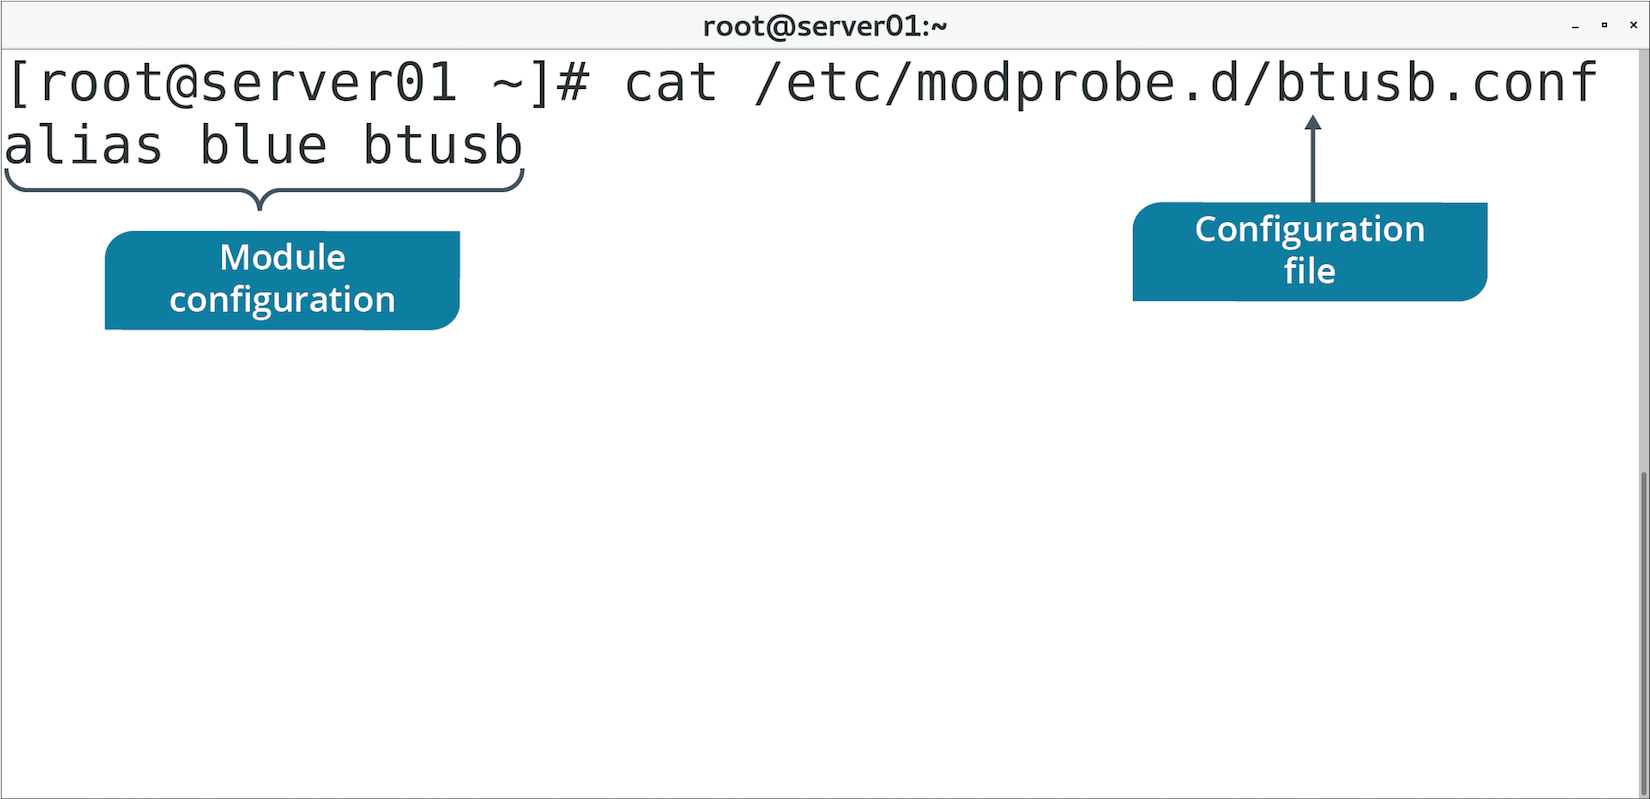 root@server01:~
[root@server01 ~]# cat /etc/modprobe.d/btusb.conf
alias blue btusb
Module
configuration
Configuration
file